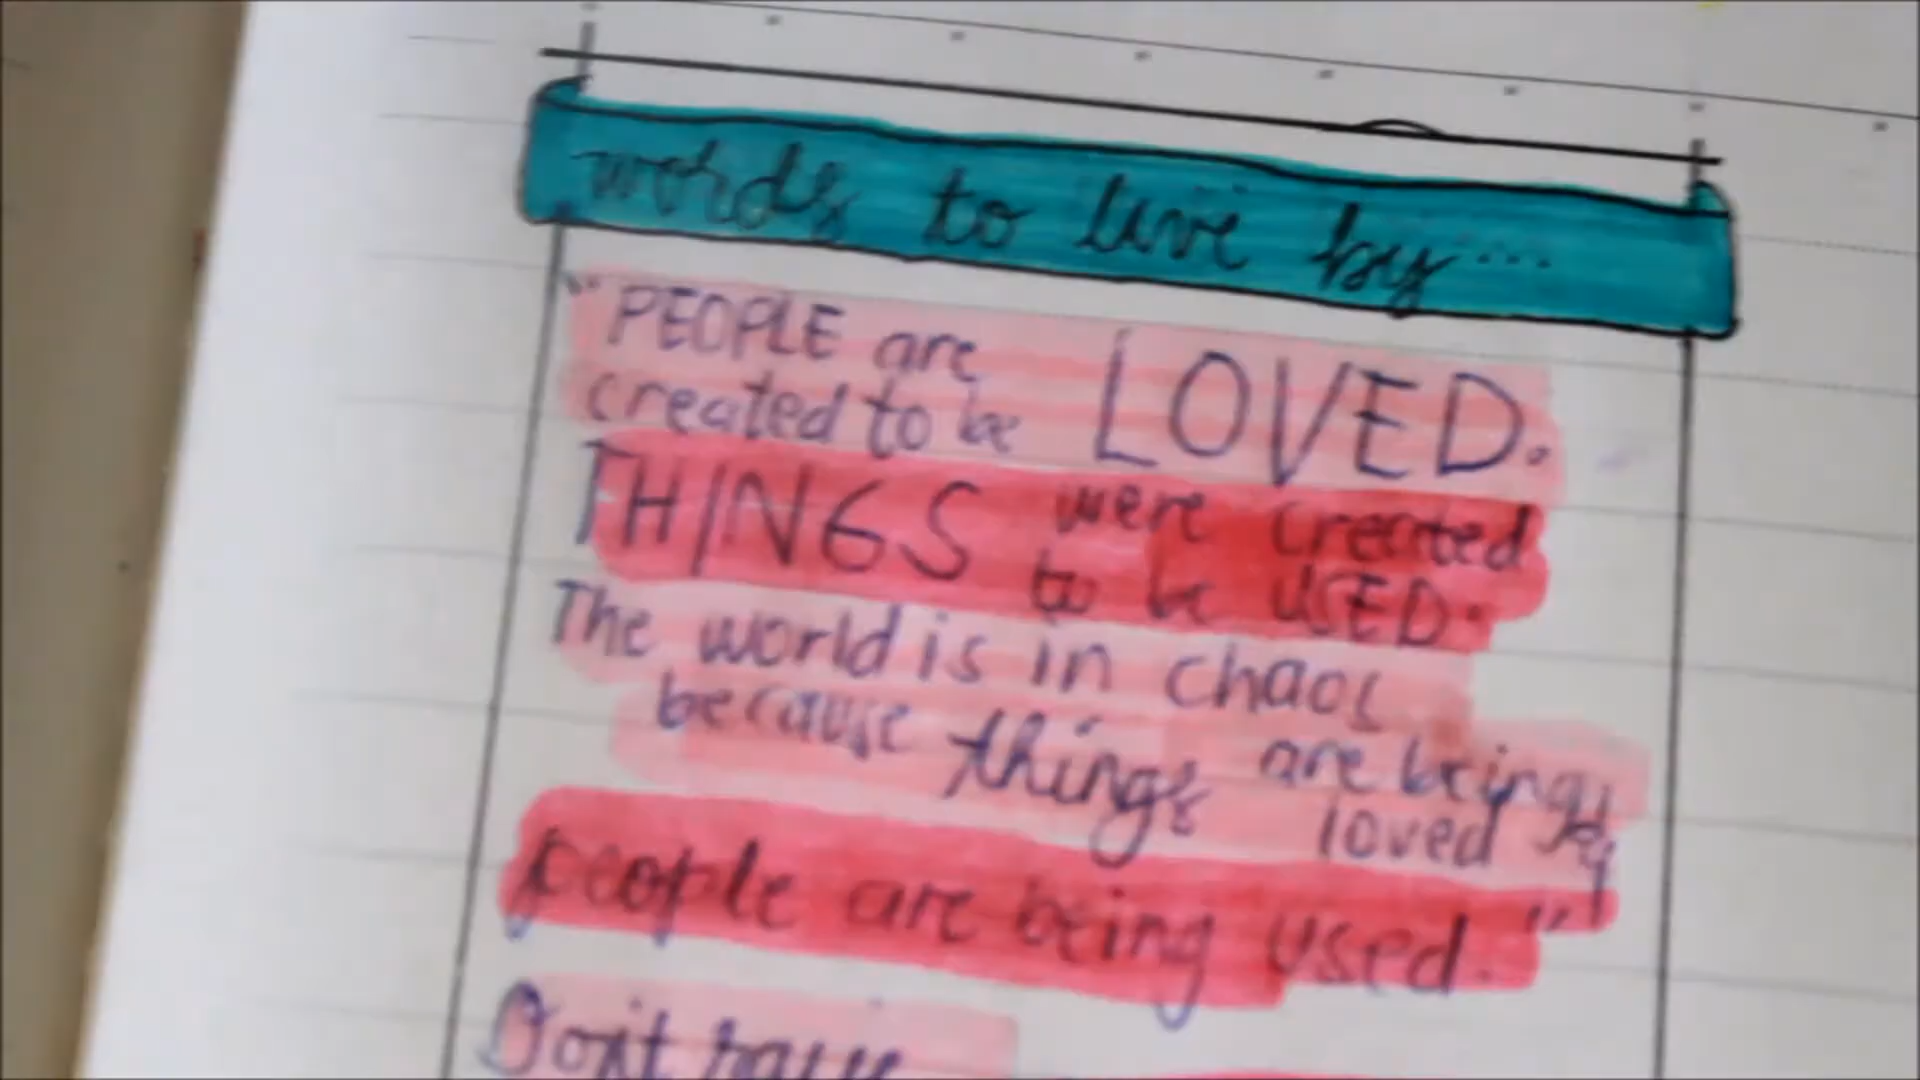 words to live by....
"PEOPLE are
created to be LOVED.
THINGS were created
to be USED.
The world is in chaos
because things are being
loved &
people are being used."
Don't